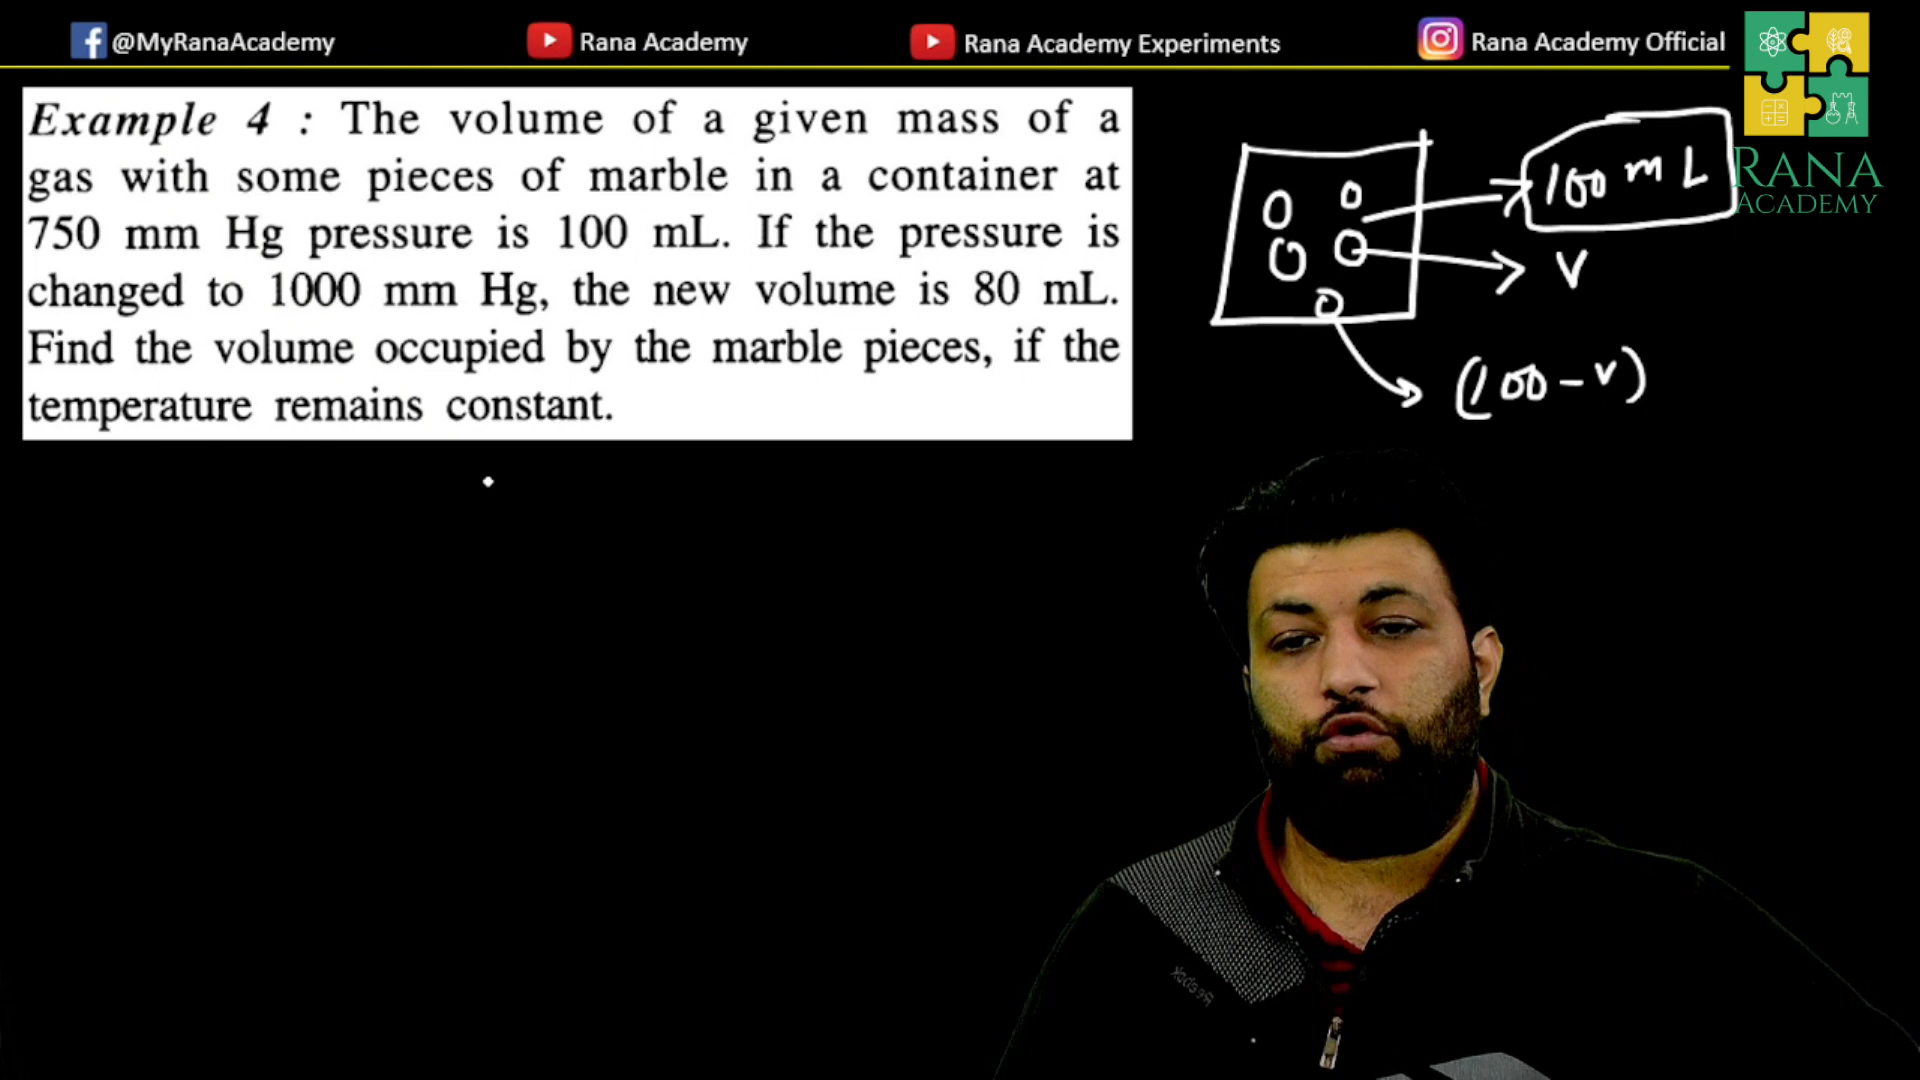 @MyRanaAcademy
Rana Academy
Rana Academy Experiments
Rana Academy Official
RANA
ACADEMY
Example 4 : The volume of a given mass of a
gas with some pieces of marble in a container at
750 mm Hg pressure is 100 mL. If the pressure is
changed to 1000 mm Hg, the new volume is 80 mL.
Find the volume occupied by the marble pieces, if the
temperature remains constant.
100 m L
V
(100-V)
Reebok